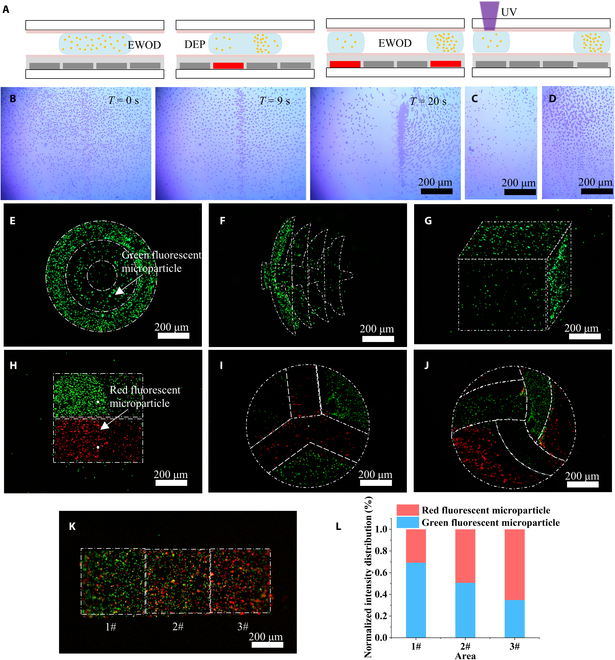 A
EWOD
DEP
EWOD
UV
B
T = 0 s
T = 9 s
T = 20 s
200 μm
C
200 μm
D
200 μm
E
Green fluorescent
microparticle
200 μm
F
200 μm
G
200 μm
H
Red fluorescent
microparticle
200 μm
I
200 μm
J
200 μm
K
1#
2#
3#
200 μm
L
Red fluorescent microparticle
Green fluorescent microparticle
Normalized intensity distribution (%)
1.0
0.8
0.6
0.4
0.2
0.0
1#
2#
3#
Area